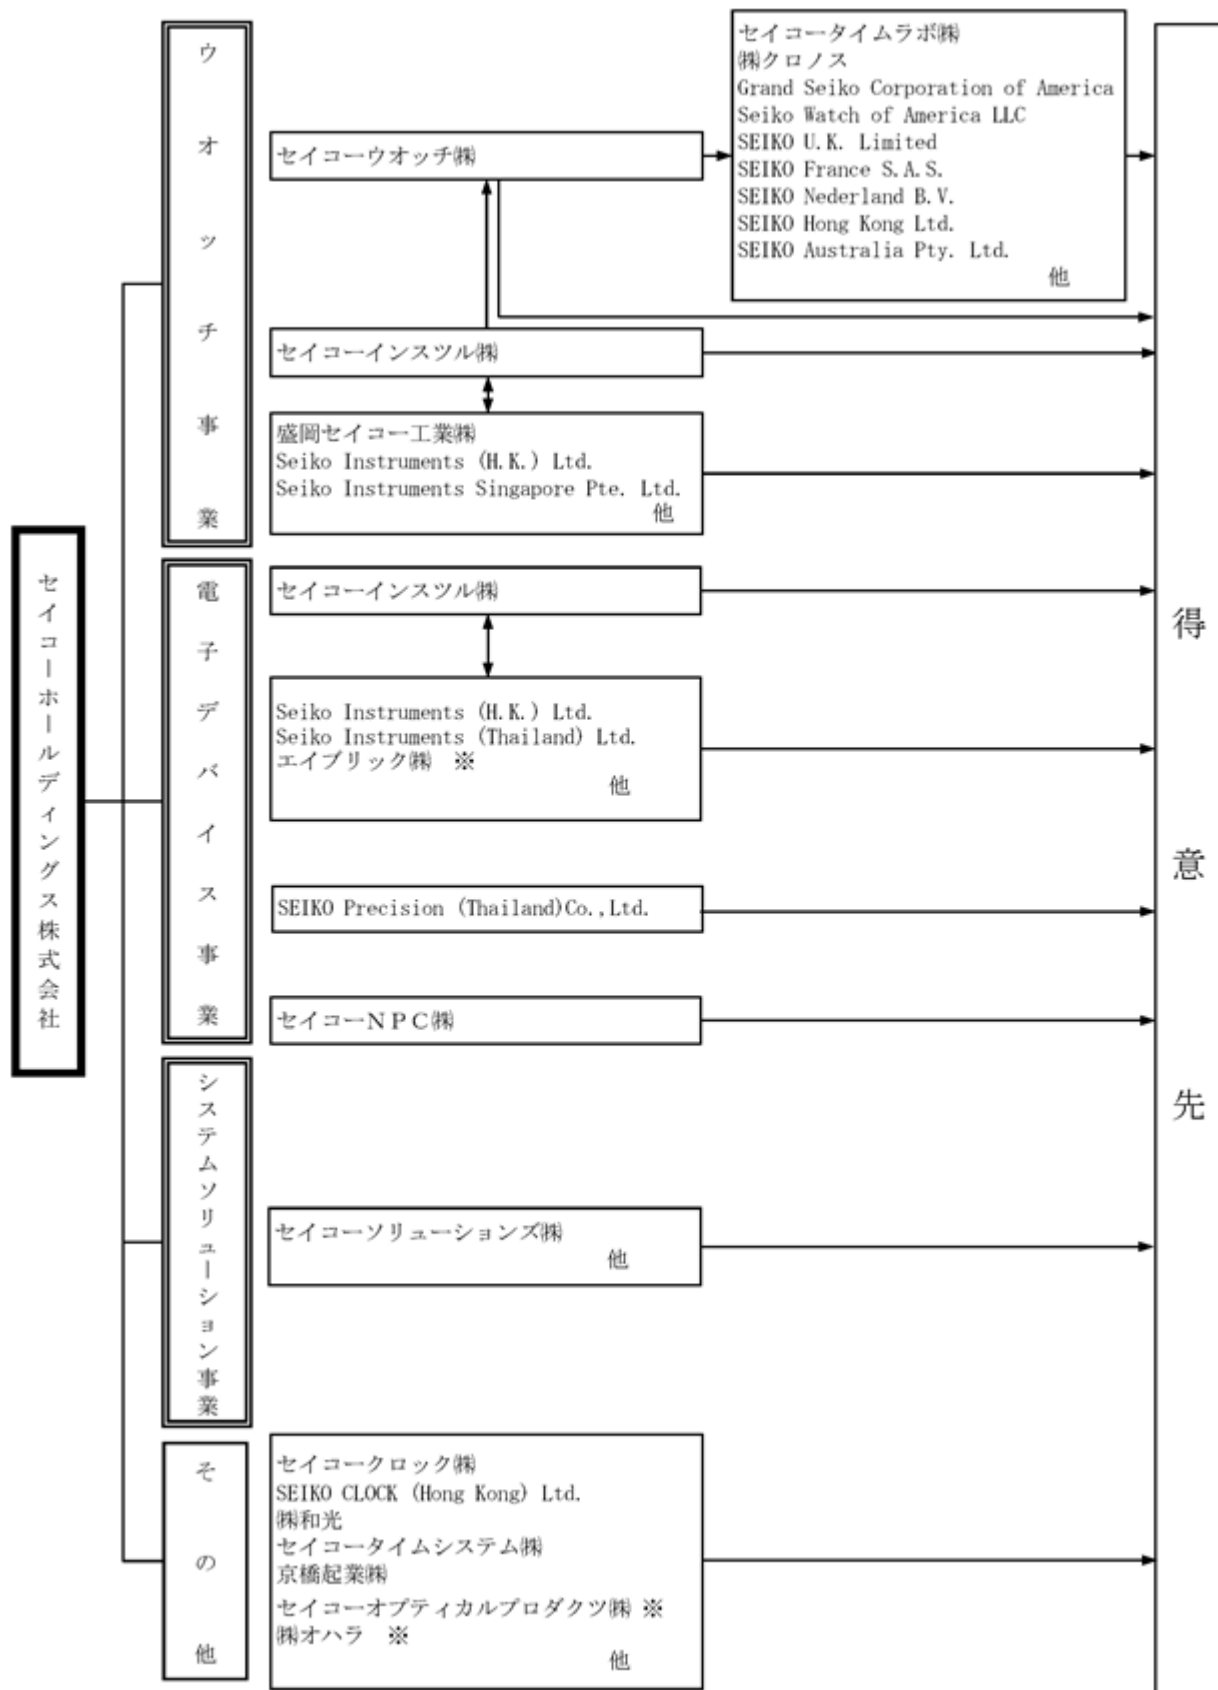 セイコーホールディングス株式会社
ウオッチ事業
セイコーウオッチ㈱
セイコータイムラボ㈱
㈱クロノス
Grand Seiko Corporation of America
Seiko Watch of America LLC
SEIKO U.K. Limited
SEIKO France S.A.S.
SEIKO Nederland B.V.
SEIKO Hong Kong Ltd.
SEIKO Australia Pty. Ltd.
他
セイコーインスツル㈱
盛岡セイコー工業㈱
Seiko Instruments (H.K.) Ltd.
Seiko Instruments Singapore Pte. Ltd.
他
電子デバイス事業
セイコーインスツル㈱
Seiko Instruments (H.K.) Ltd.
Seiko Instruments (Thailand) Ltd.
エイブリック㈱　※
他
SEIKO Precision (Thailand)Co.,Ltd.
セイコーＮＰＣ㈱
システムソリューション事業
セイコーソリューションズ㈱
他
その他
セイコークロック㈱
SEIKO CLOCK (Hong Kong) Ltd.
㈱和光
セイコータイムシステム㈱
京橋起業㈱
セイコーオプティカルプロダクツ㈱ ※
㈱オハラ　※
他
得意先